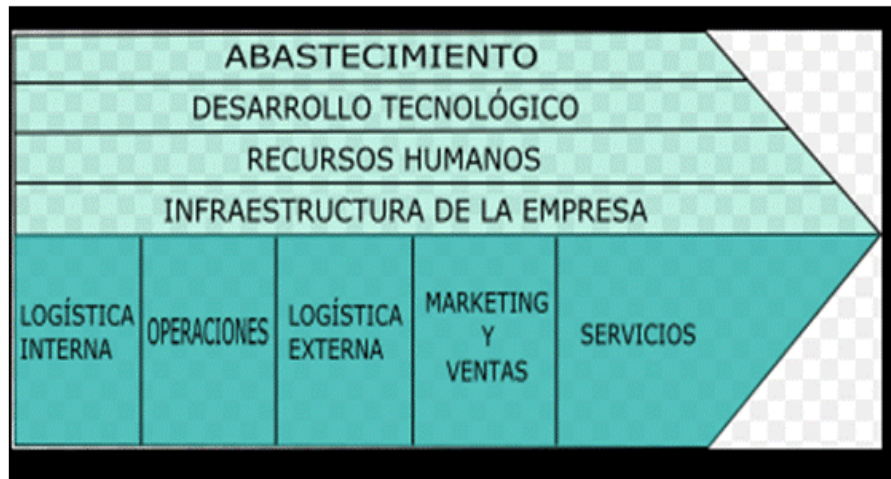 ABASTECIMIENTO
DESARROLLO TECNOLÓGICO
RECURSOS HUMANOS
INFRAESTRUCTURA DE LA EMPRESA
LOGÍSTICA
INTERNA
OPERACIONES
LOGÍSTICA
EXTERNA
MARKETING
Y
VENTAS
SERVICIOS